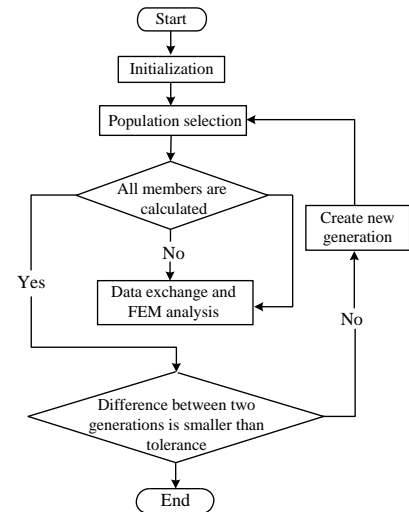 Start
Initialization
Population selection
All members are
calculated
Create new
generation
No
Yes
Data exchange and
FEM analysis
No
Difference between two
generations is smaller than
tolerance
End